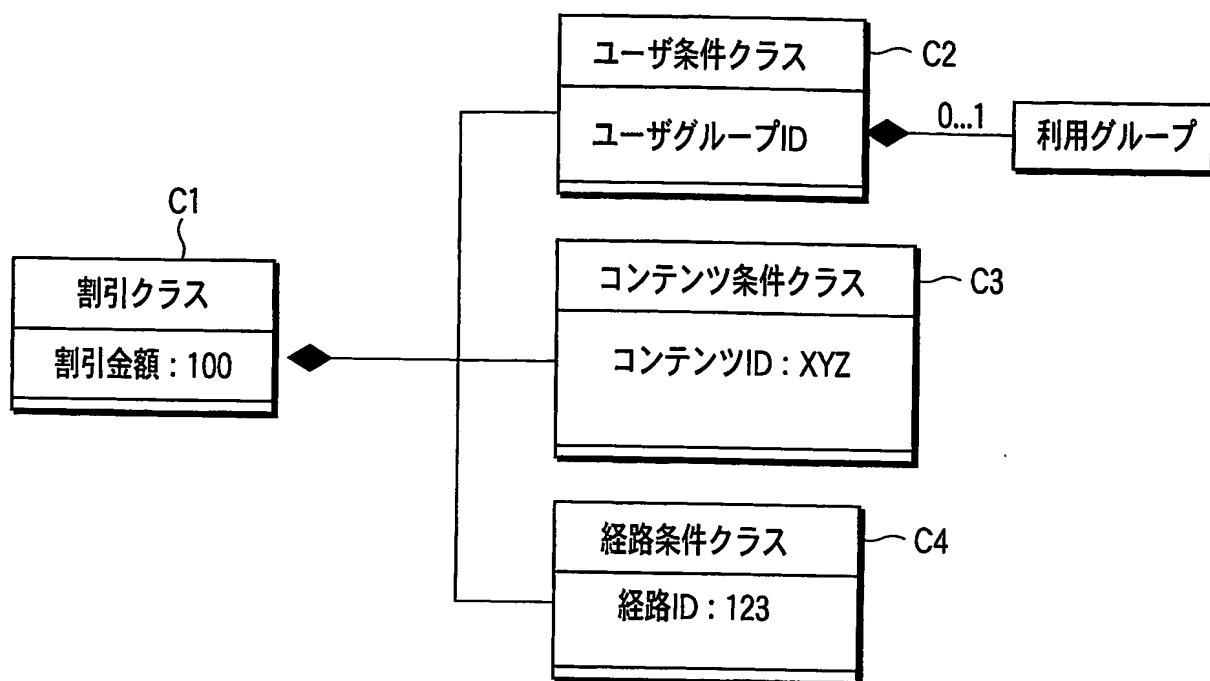 ユーザ条件クラス
C2
ユーザグループID
0...1
利用グループ
C1
割引クラス
割引金額：100
コンテンツ条件クラス
C3
コンテンツID：XYZ
経路条件クラス
C4
経路ID：123